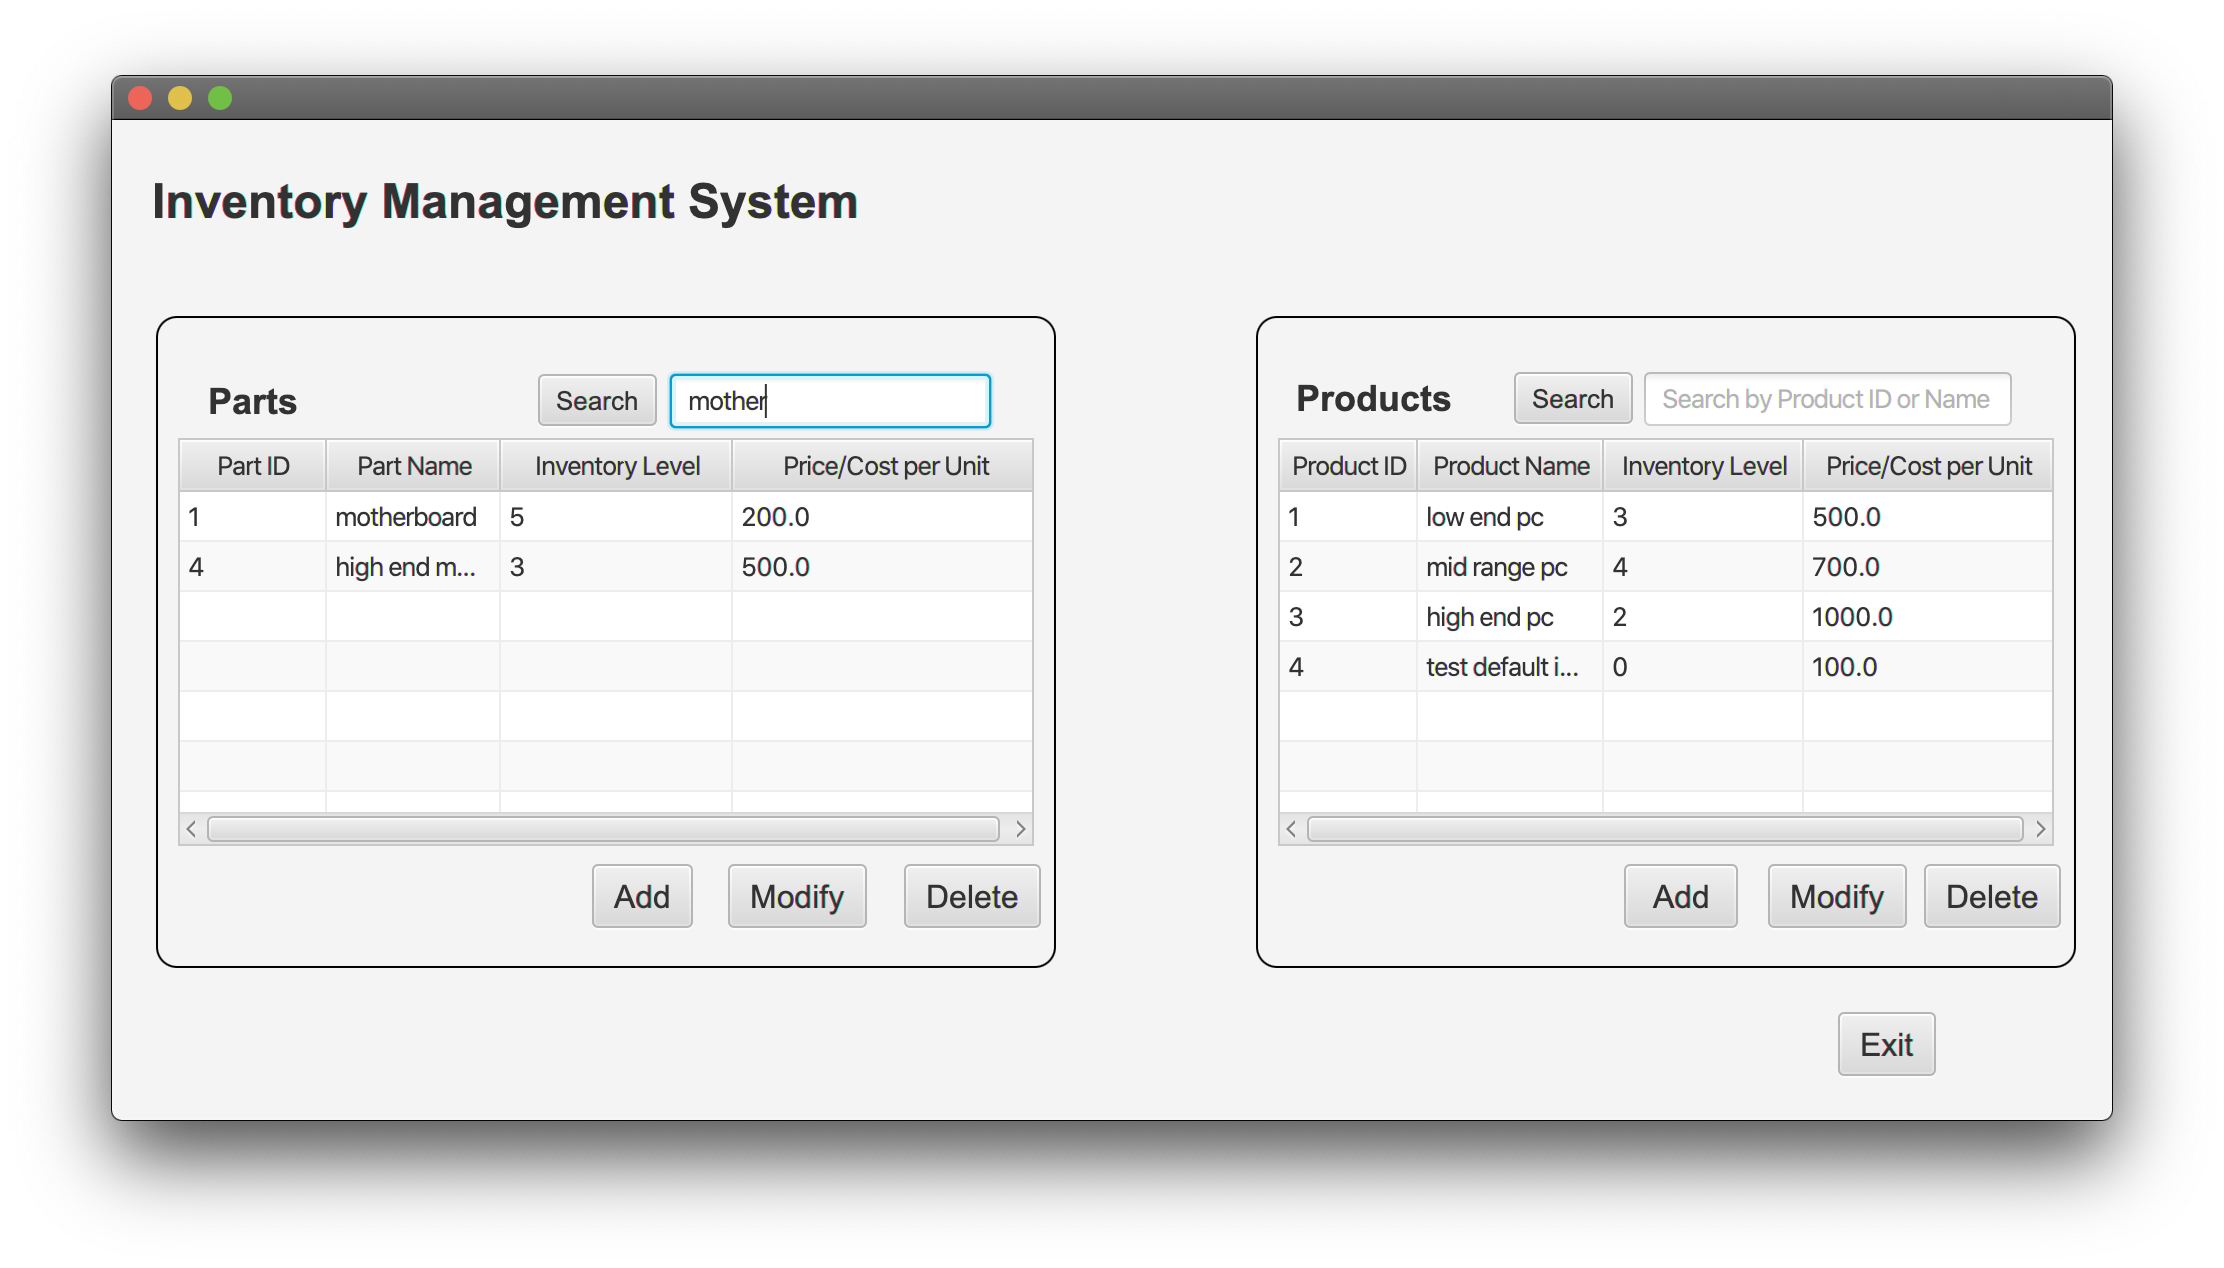 Inventory Management System
Parts
Search
mother
Part ID Part Name Inventory Level Price/Cost per Unit
1 motherboard 5 200.0
4 high end m... 3 500.0
Add Modify Delete
Products
Search
Search by Product ID or Name
Product ID Product Name Inventory Level Price/Cost per Unit
1 low end pc 3 500.0
2 mid range pc 4 700.0
3 high end pc 2 1000.0
4 test default i... 0 100.0
Add Modify Delete
Exit